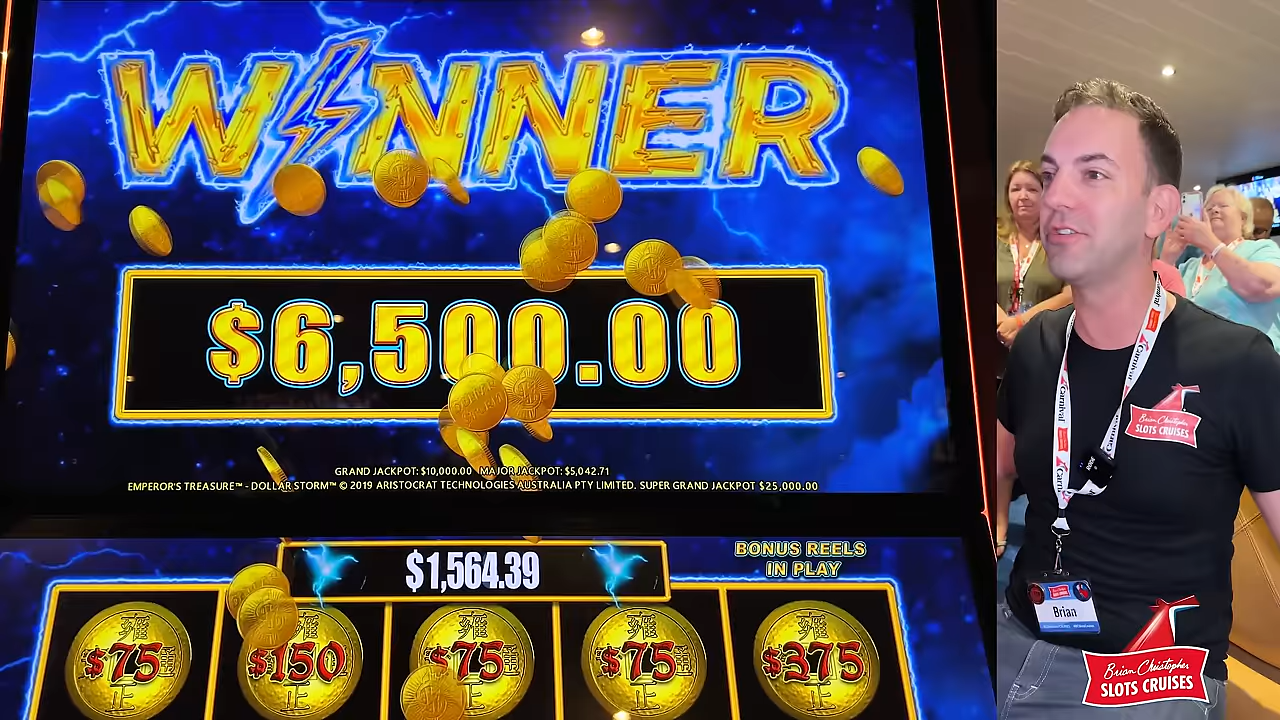 WINNER
$6,500.00
GRAND JACKPOT: $10,000.00 MAJOR JACKPOT: $5,042.71
EMPEROR'S TREASURE™ - DOLLAR STORM™ © 2019 ARISTOCRAT TECHNOLOGIES AUSTRALIA PTY LIMITED. SUPER GRAND JACKPOT $25,000.00
$1,564.39
BONUS REELS
IN PLAY
$75
$150
$75
$75
$375
Carnival
Carnival
Brian Christopher
SLOTS CRUISES
Brian
Brian Christopher
SLOTS CRUISES